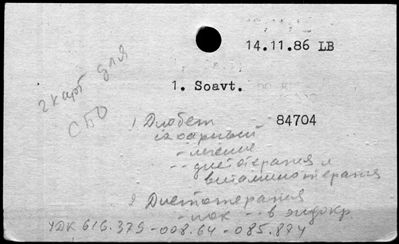 14.11.86 LB
1. Soavt.
2 карт для
СБО
1) Диабет 84704
сахарный
- лечение
-- диетотерапия и
витаминотерапия
2 Диетотерапия
- пок -- в эндокр.
УДК 616.379-008.64-085.874